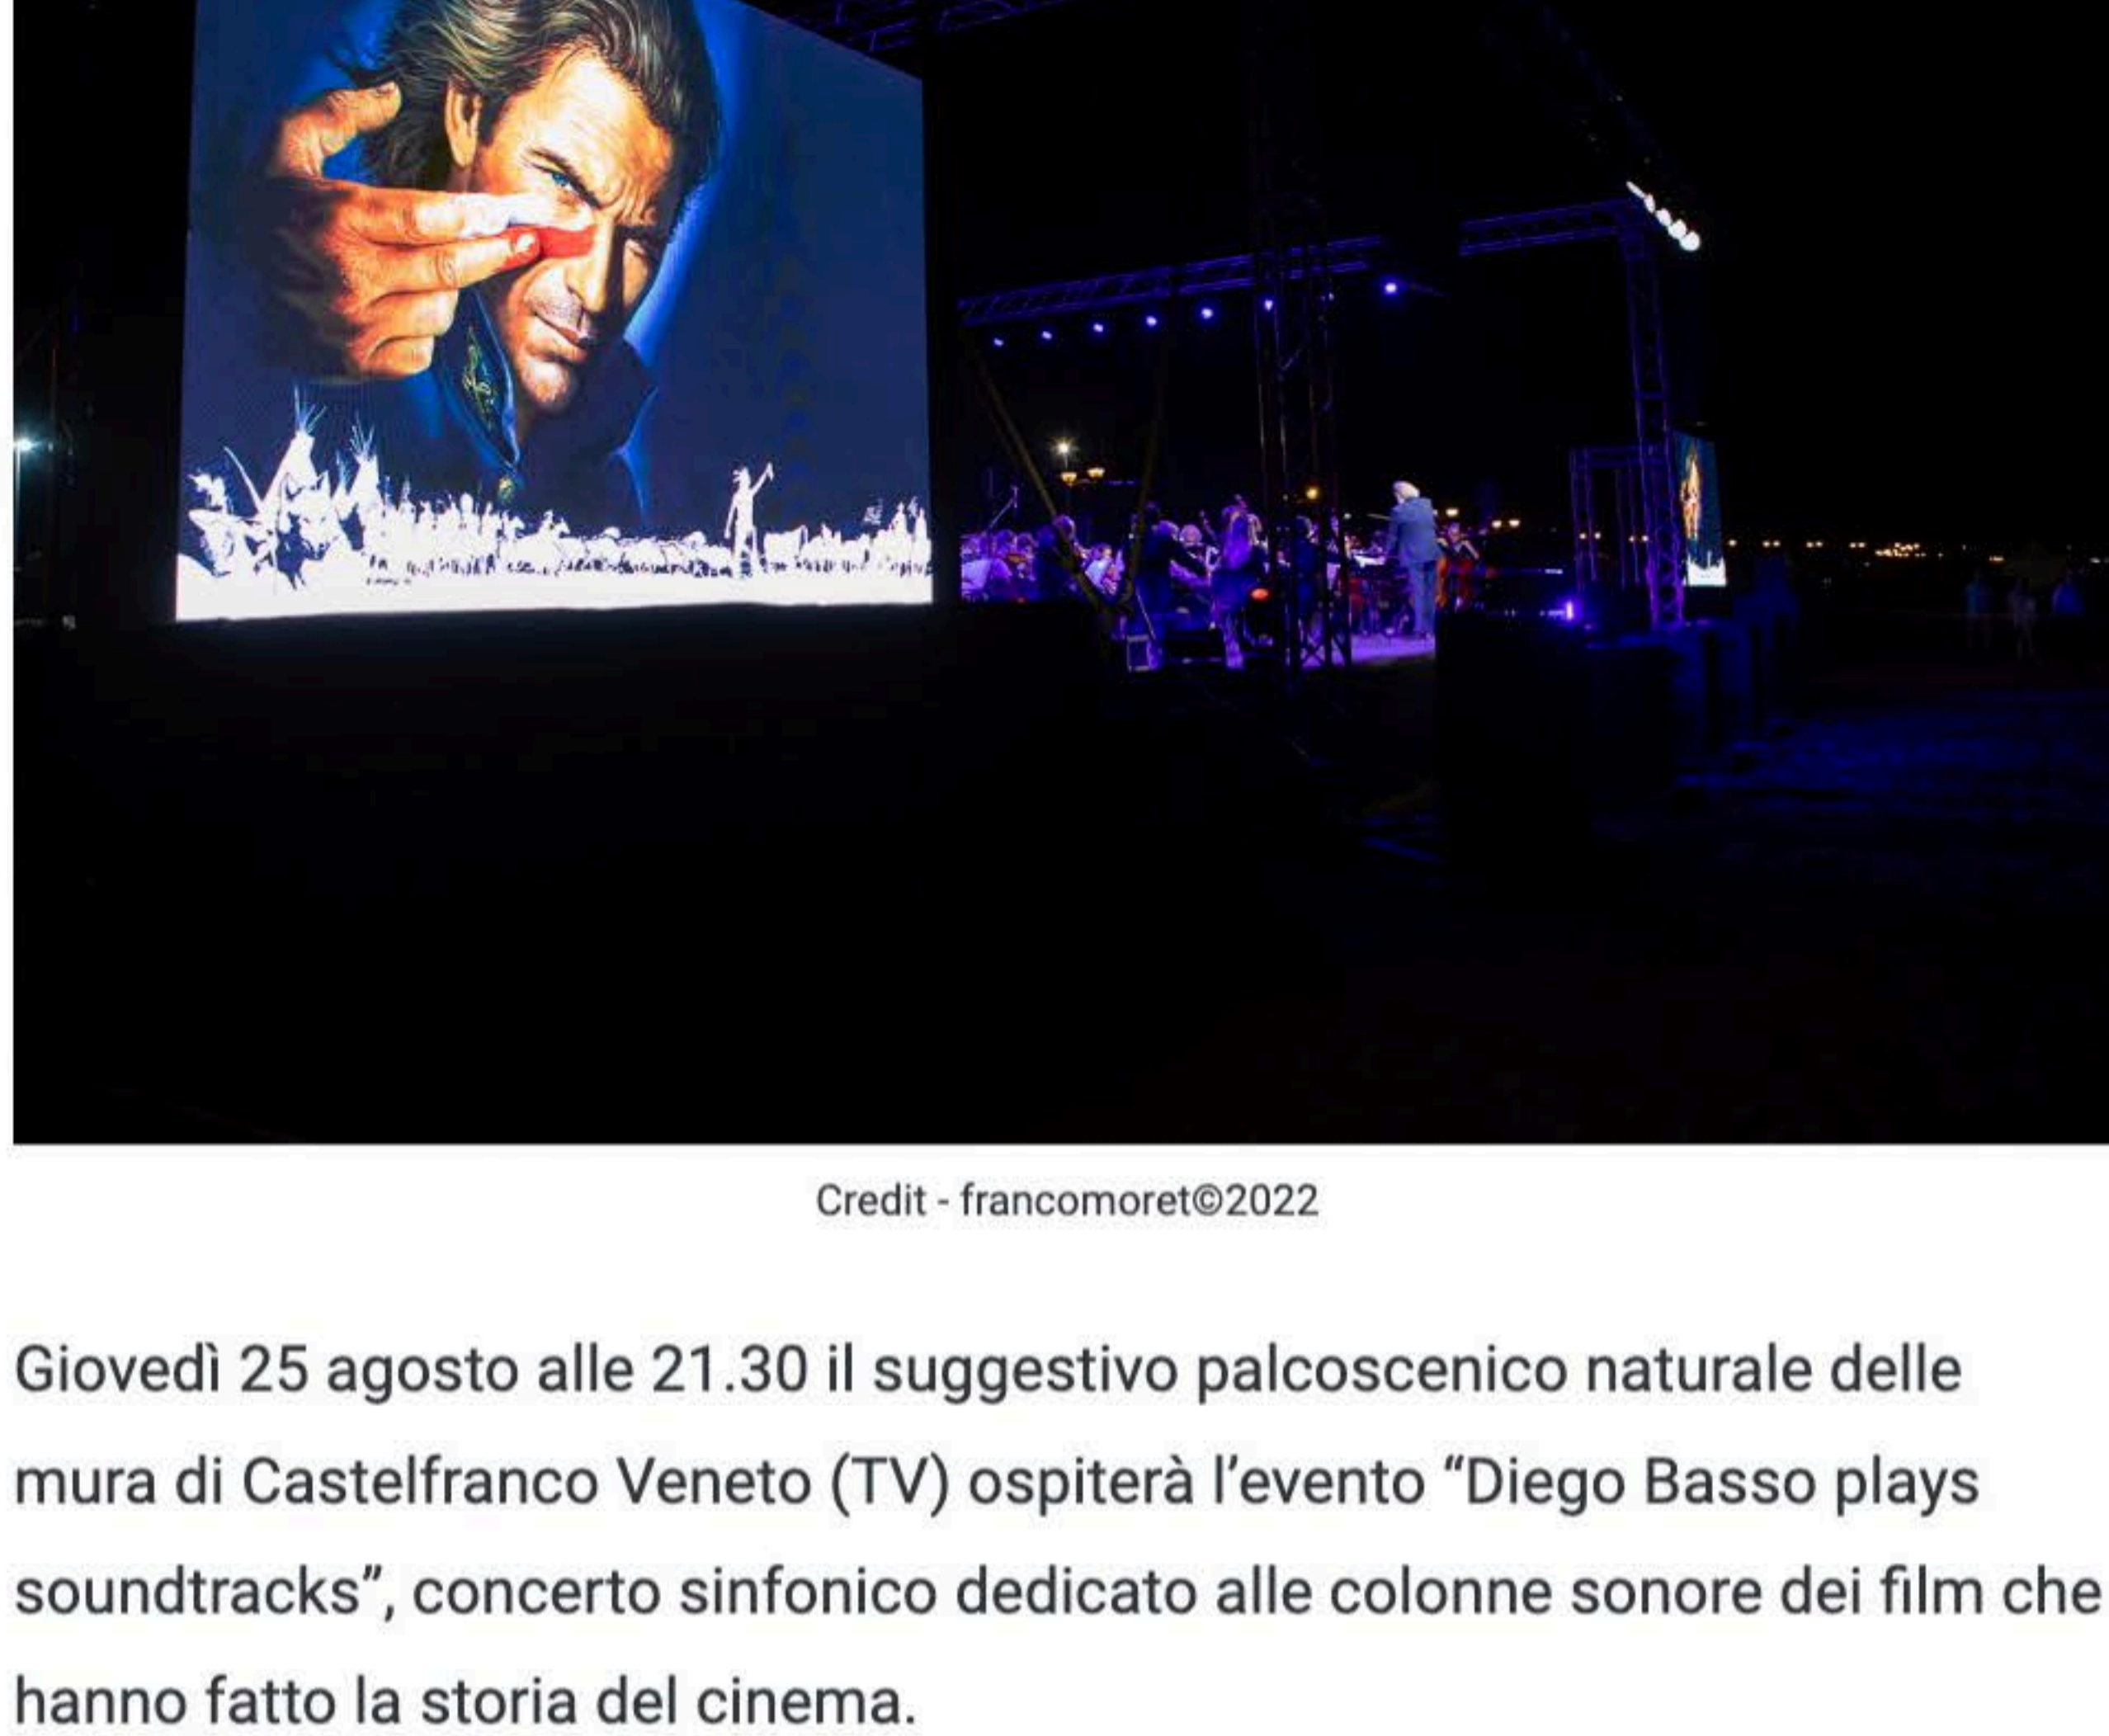 Credit - francomoret©2022
Giovedì 25 agosto alle 21.30 il suggestivo palcoscenico naturale delle
mura di Castelfranco Veneto (TV) ospiterà l’evento “Diego Basso plays
soundtracks”, concerto sinfonico dedicato alle colonne sonore dei film che
hanno fatto la storia del cinema.